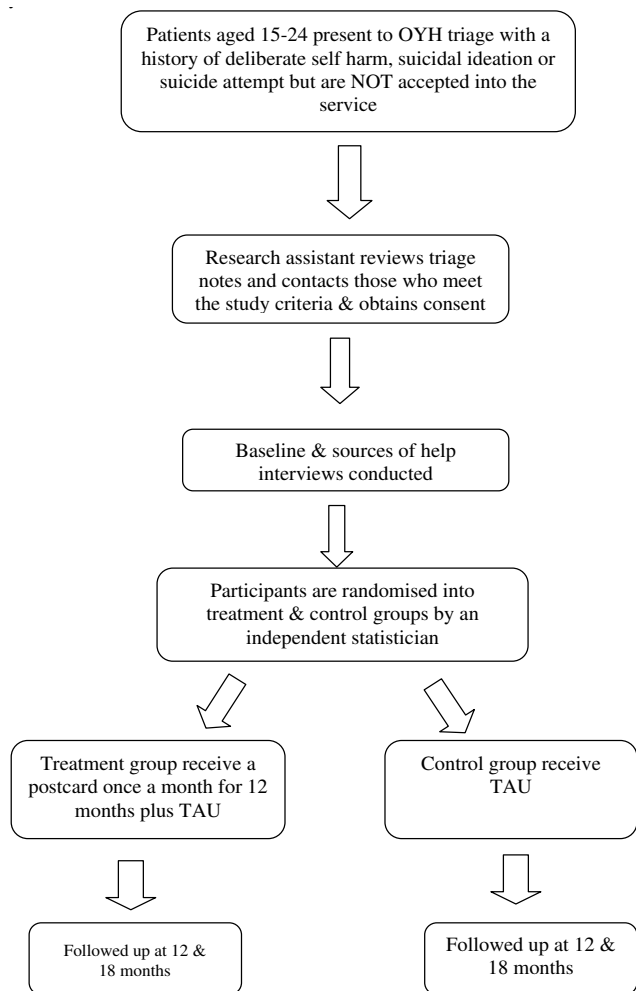 Patients aged 15-24 present to OYH triage with a
history of deliberate self harm, suicidal ideation or
suicide attempt but are NOT accepted into the
service
Research assistant reviews triage
notes and contacts those who meet
the study criteria & obtains consent
Baseline & sources of help
interviews conducted
Participants are randomised into
treatment & control groups by an
independent statistician
Treatment group receive a
postcard once a month for 12
months plus TAU
Control group receive
TAU
Followed up at 12 &
18 months
Followed up at 12 &
18 months